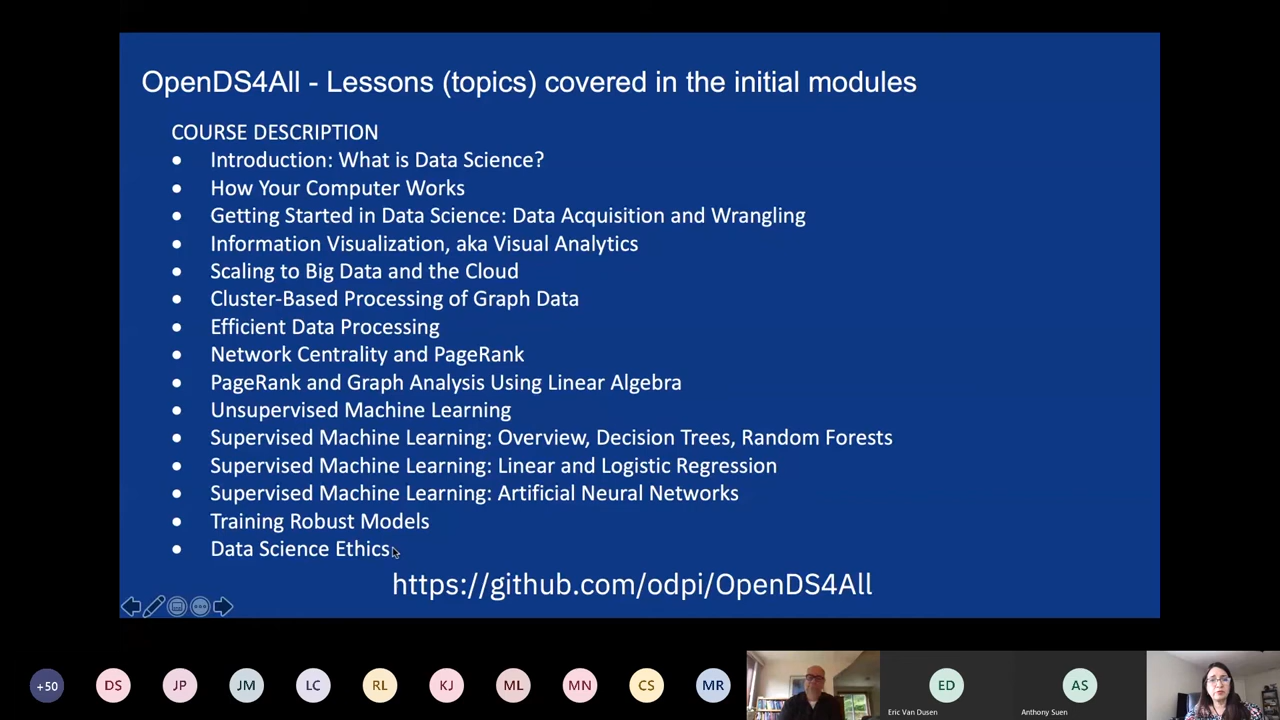 OpenDS4All - Lessons (topics) covered in the initial modules
COURSE DESCRIPTION
• Introduction: What is Data Science?
• How Your Computer Works
• Getting Started in Data Science: Data Acquisition and Wrangling
• Information Visualization, aka Visual Analytics
• Scaling to Big Data and the Cloud
• Cluster-Based Processing of Graph Data
• Efficient Data Processing
• Network Centrality and PageRank
• PageRank and Graph Analysis Using Linear Algebra
• Unsupervised Machine Learning
• Supervised Machine Learning: Overview, Decision Trees, Random Forests
• Supervised Machine Learning: Linear and Logistic Regression
• Supervised Machine Learning: Artificial Neural Networks
• Training Robust Models
• Data Science Ethics
https://github.com/odpi/OpenDS4All
+50 DS JP JM LC RL KJ ML MN CS MR ED AS
Eric Van Dusen Anthony Suen